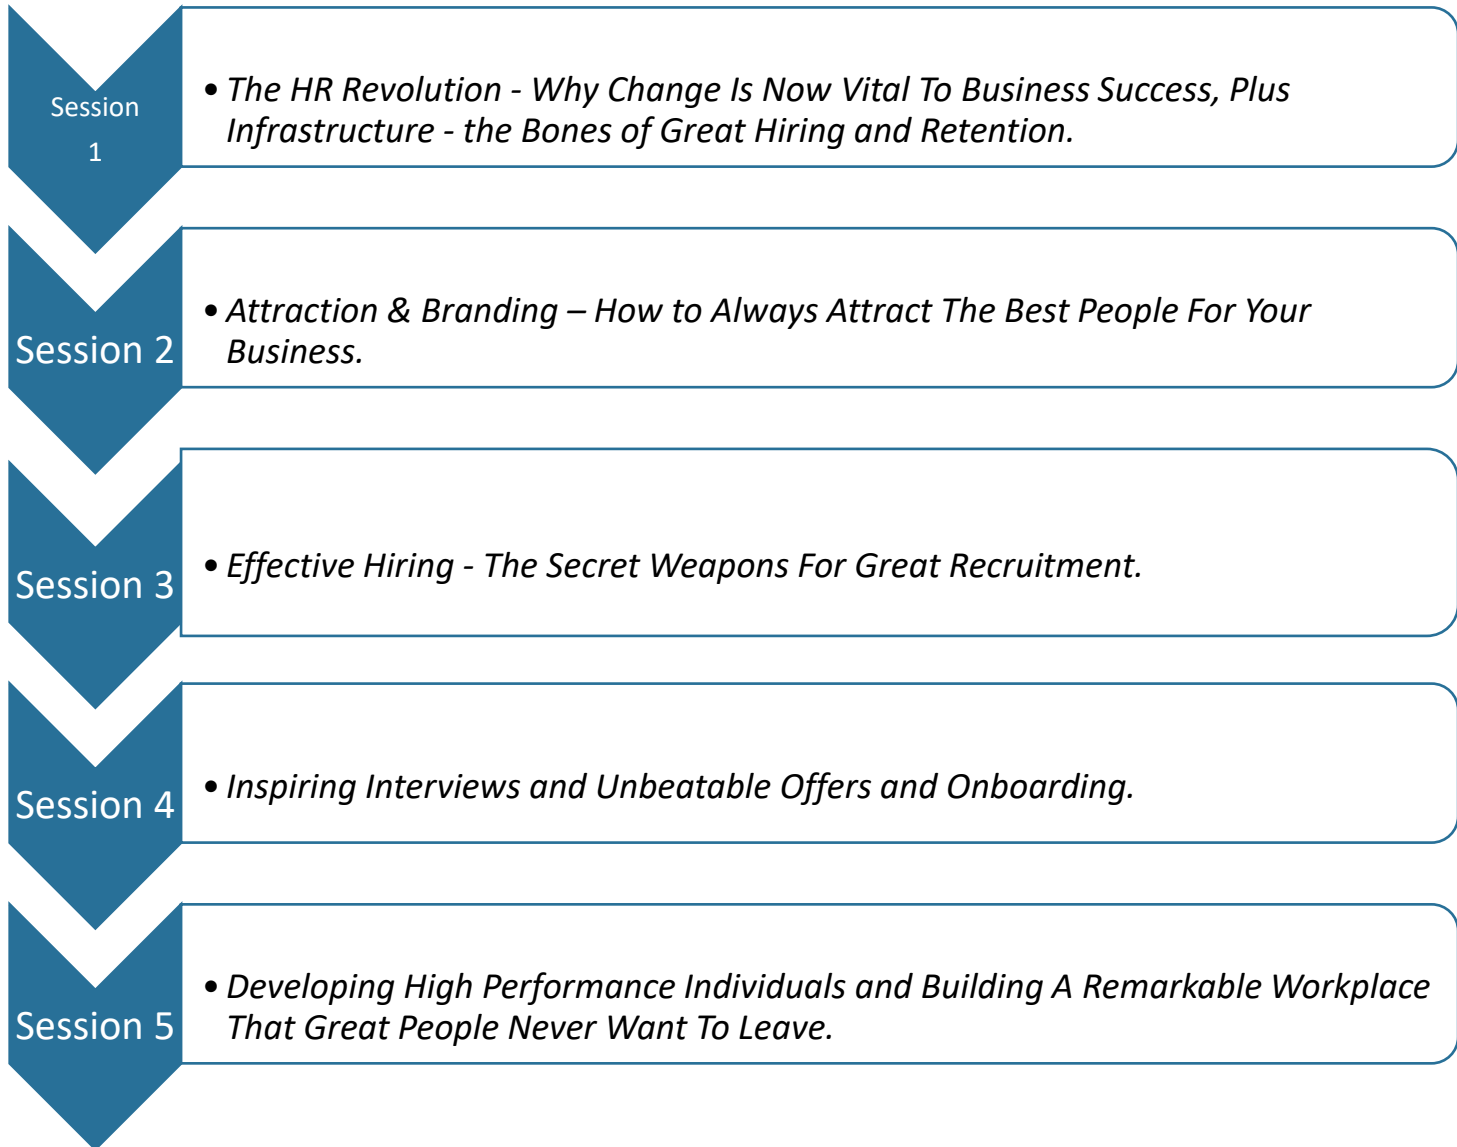 Session
1
• The HR Revolution - Why Change Is Now Vital To Business Success, Plus
Infrastructure - the Bones of Great Hiring and Retention.
Session 2
• Attraction & Branding – How to Always Attract The Best People For Your
Business.
Session 3
• Effective Hiring - The Secret Weapons For Great Recruitment.
Session 4
• Inspiring Interviews and Unbeatable Offers and Onboarding.
Session 5
• Developing High Performance Individuals and Building A Remarkable Workplace
That Great People Never Want To Leave.